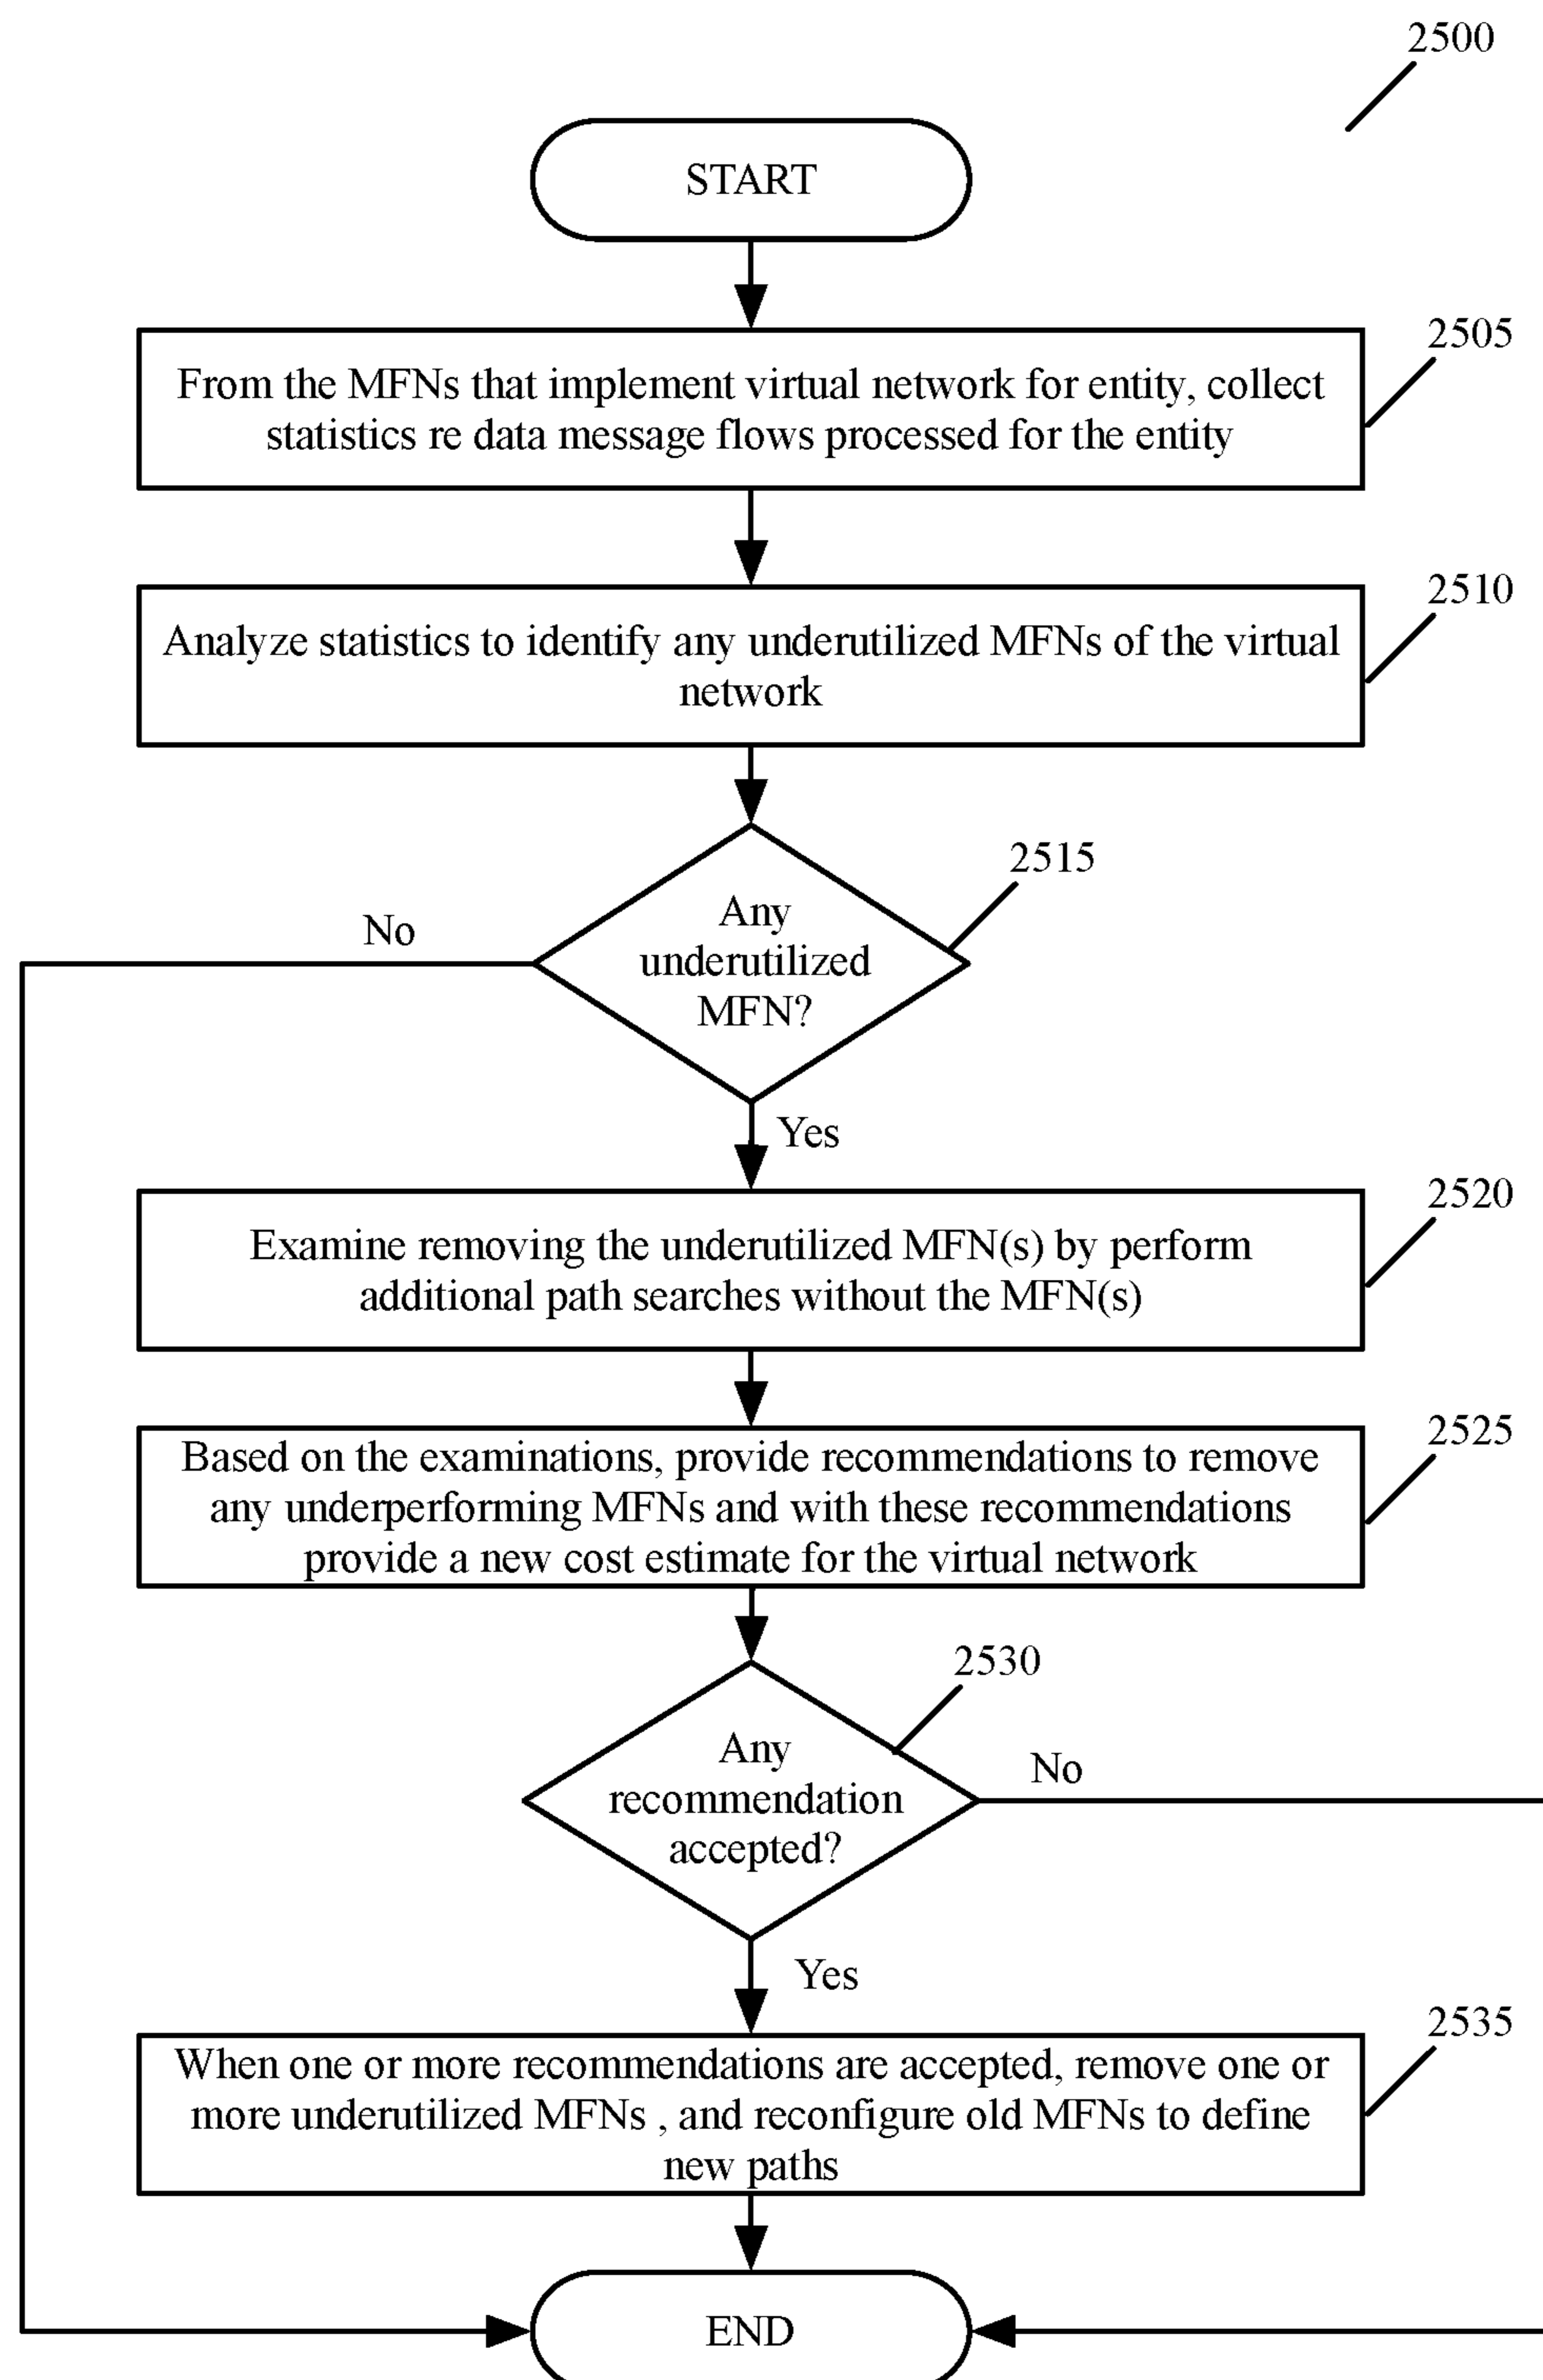 2500
START
2505
From the MFNs that implement virtual network for entity, collect
statistics re data message flows processed for the entity
2510
Analyze statistics to identify any underutilized MFNs of the virtual
network
2515
Any
underutilized
MFN?
No
Yes
2520
Examine removing the underutilized MFN(s) by perform
additional path searches without the MFN(s)
2525
Based on the examinations, provide recommendations to remove
any underperforming MFNs and with these recommendations
provide a new cost estimate for the virtual network
2530
Any
recommendation
accepted?
No
Yes
2535
When one or more recommendations are accepted, remove one or
more underutilized MFNs , and reconfigure old MFNs to define
new paths
END